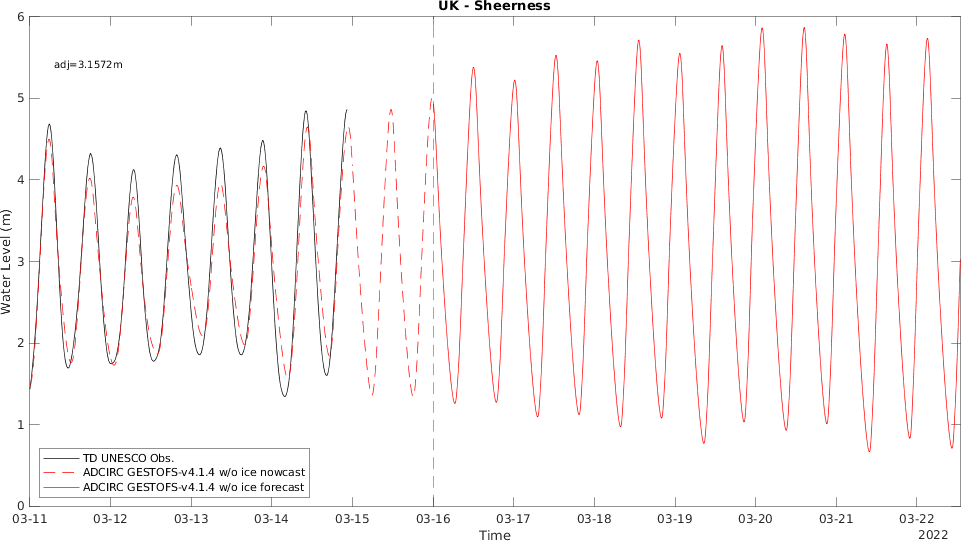 UK - Sheerness
adj=3.1572m
Water Level (m)
6
5
4
3
2
1
0
TD UNESCO Obs.
ADCIRC GESTOFS-v4.1.4 w/o ice nowcast
ADCIRC GESTOFS-v4.1.4 w/o ice forecast
03-11 03-12 03-13 03-14 03-15 03-16 03-17 03-18 03-19 03-20 03-21 03-22
Time
2022